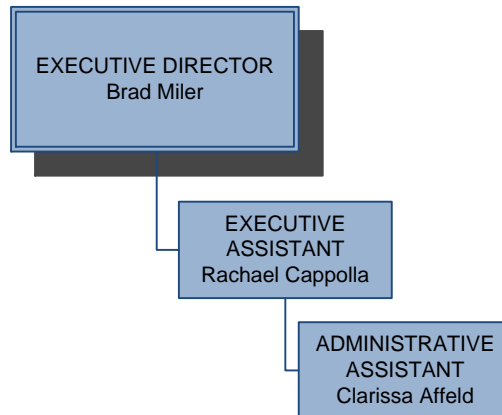 EXECUTIVE DIRECTOR
Brad Miler
EXECUTIVE
ASSISTANT
Rachael Cappolla
ADMINISTRATIVE
ASSISTANT
Clarissa Affeld